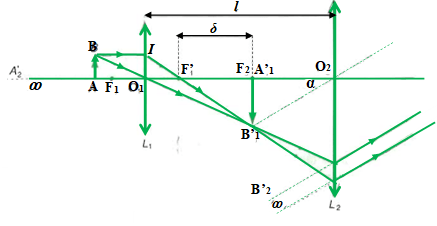 l
δ
B I
F'₁ F₂ A'₁ O₂
A'₂
∞ A F₁ O₁ α
B'₁
L₁
B'₂
∞ L₂